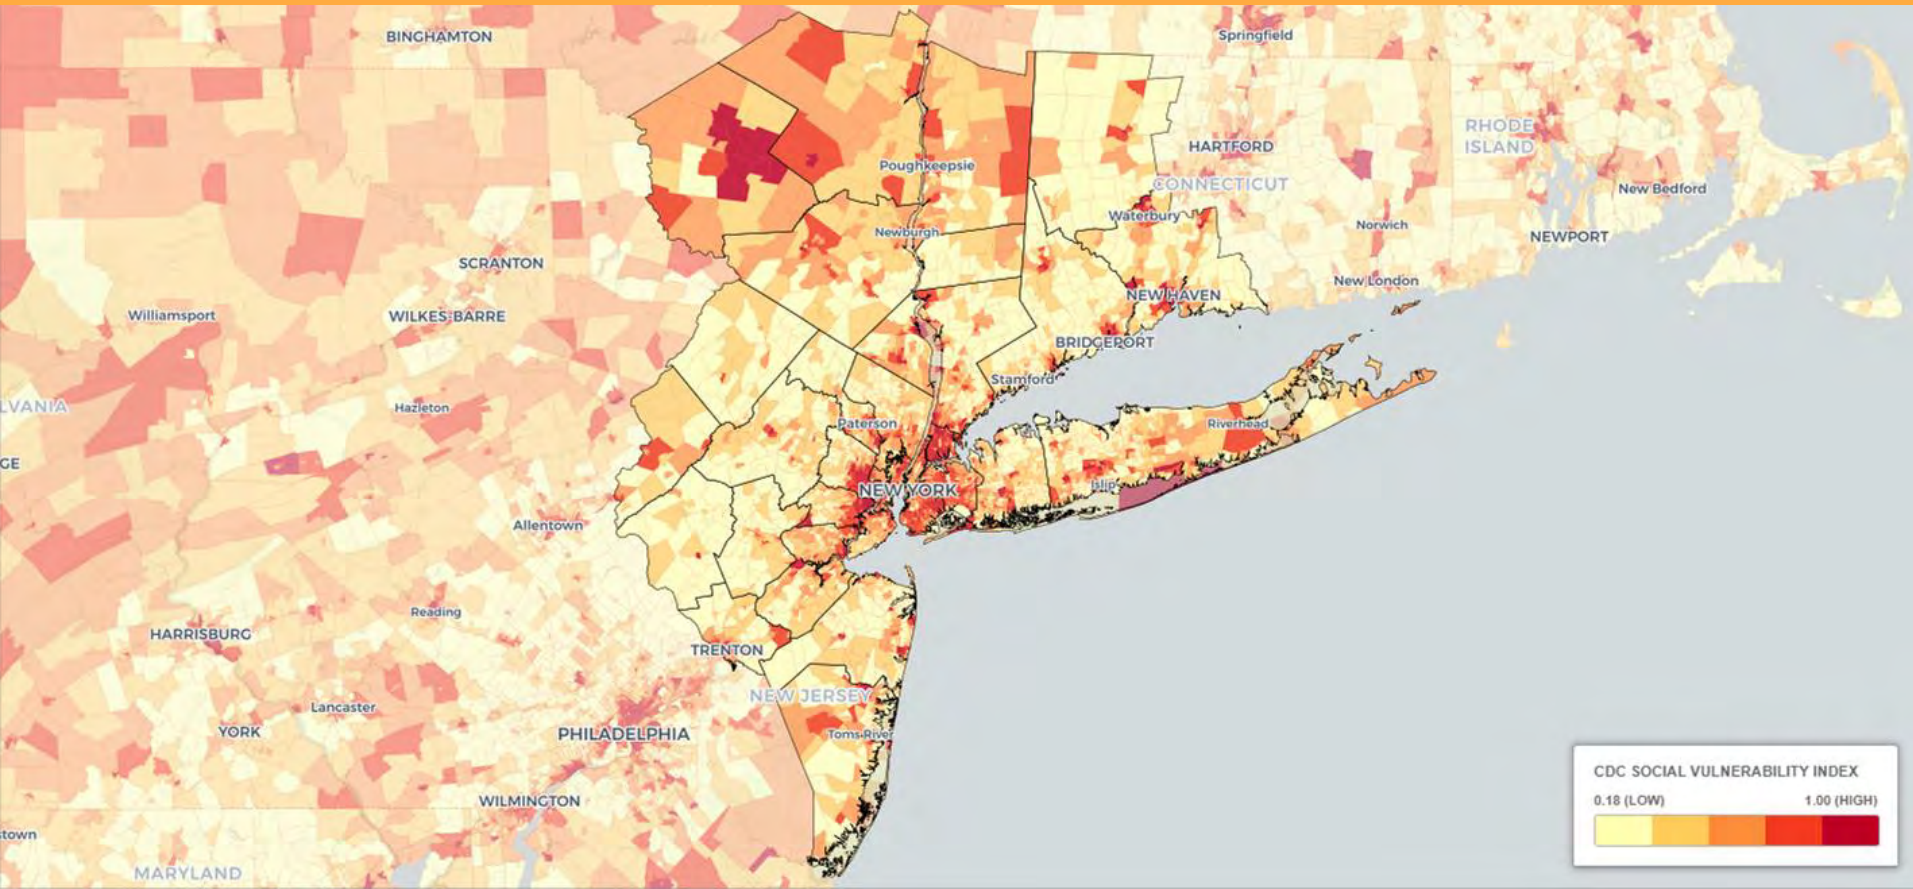 BINGHAMTON
Springfield
RHODE
ISLAND
HARTFORD
Poughkeepsie
CONNECTICUT
New Bedford
Waterbury
Norwich
Newburgh
NEWPORT
SCRANTON
New London
NEW HAVEN
Williamsport
WILKES-BARRE
BRIDGEPORT
Stamford
LVANIA
Hazleton
Paterson
Riverhead
GE
Islip
NEW YORK
Allentown
Reading
HARRISBURG
TRENTON
NEW JERSEY
Lancaster
YORK
PHILADELPHIA
Toms River
CDC SOCIAL VULNERABILITY INDEX
0.18 (LOW) 1.00 (HIGH)
WILMINGTON
stown
MARYLAND